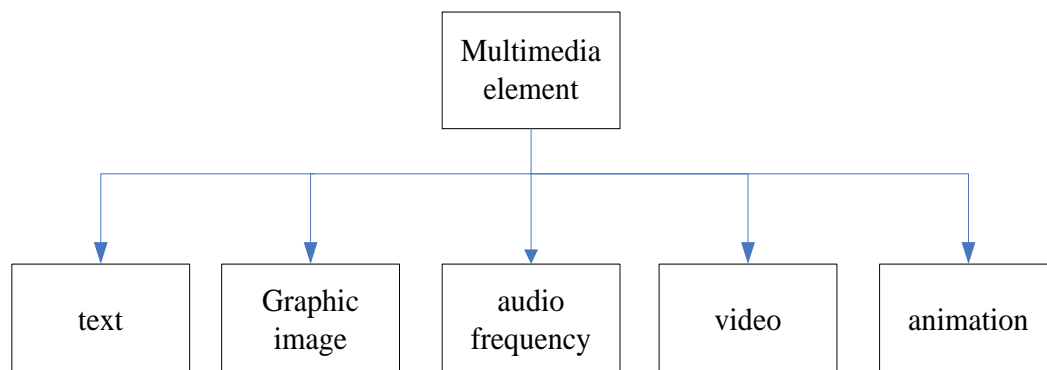 Multimedia
element
text
Graphic
image
audio
frequency
video
animation